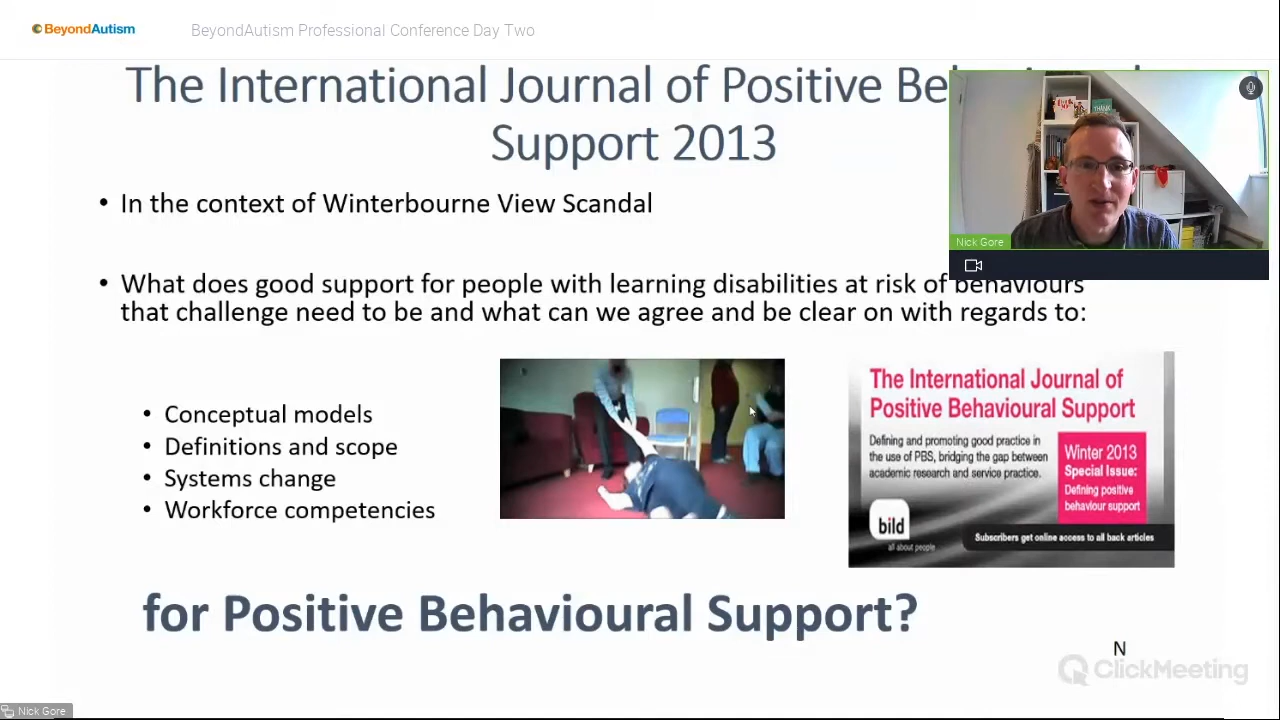 BeyondAutism
BeyondAutism Professional Conference Day Two
The International Journal of Positive
Support 2013
• In the context of Winterbourne View Scandal
• What does good support for people with learning disabilities at risk of behaviours
that challenge need to be and what can we agree and be clear on with regards to:
• Conceptual models
• Definitions and scope
• Systems change
• Workforce competencies
The International Journal of
Positive Behavioural Support
Defining and promoting good practice in
the use of PBS, bridging the gap between
academic research and service practice.
Winter 2013
Special Issue:
Defining positive
behaviour support
bild
all about people
Subscribers get online access to all back articles
for Positive Behavioural Support?
N
ClickMeeting
Nick Gore
Nick Gore